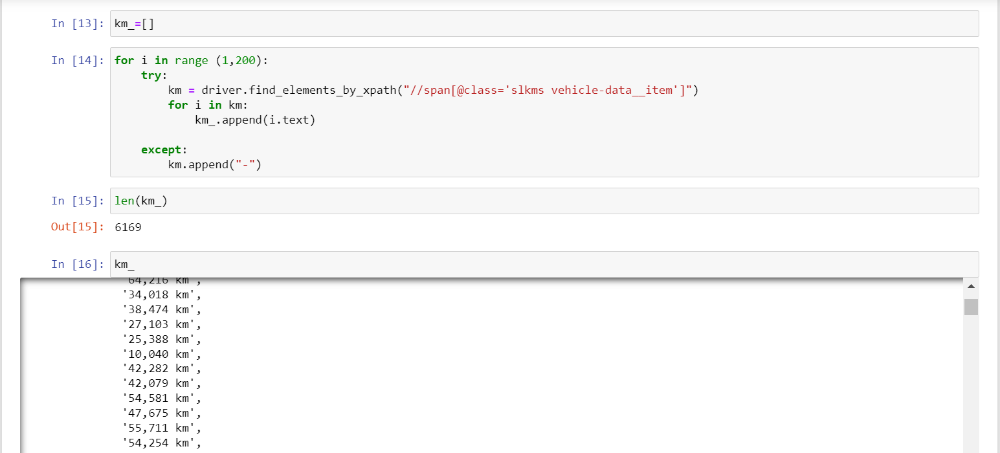 In [13]: km_=[]
In [14]: for i in range (1,200):
    try:
        km = driver.find_elements_by_xpath("//span[@class='slkms vehicle-data__item']")
        for i in km:
            km_.append(i.text)
    except:
        km.append("-")
In [15]: len(km_)
Out[15]: 6169
In [16]: km_
'64,216 km',
'34,018 km',
'38,474 km',
'27,103 km',
'25,388 km',
'10,040 km',
'42,282 km',
'42,079 km',
'54,581 km',
'47,675 km',
'55,711 km',
'54,254 km',